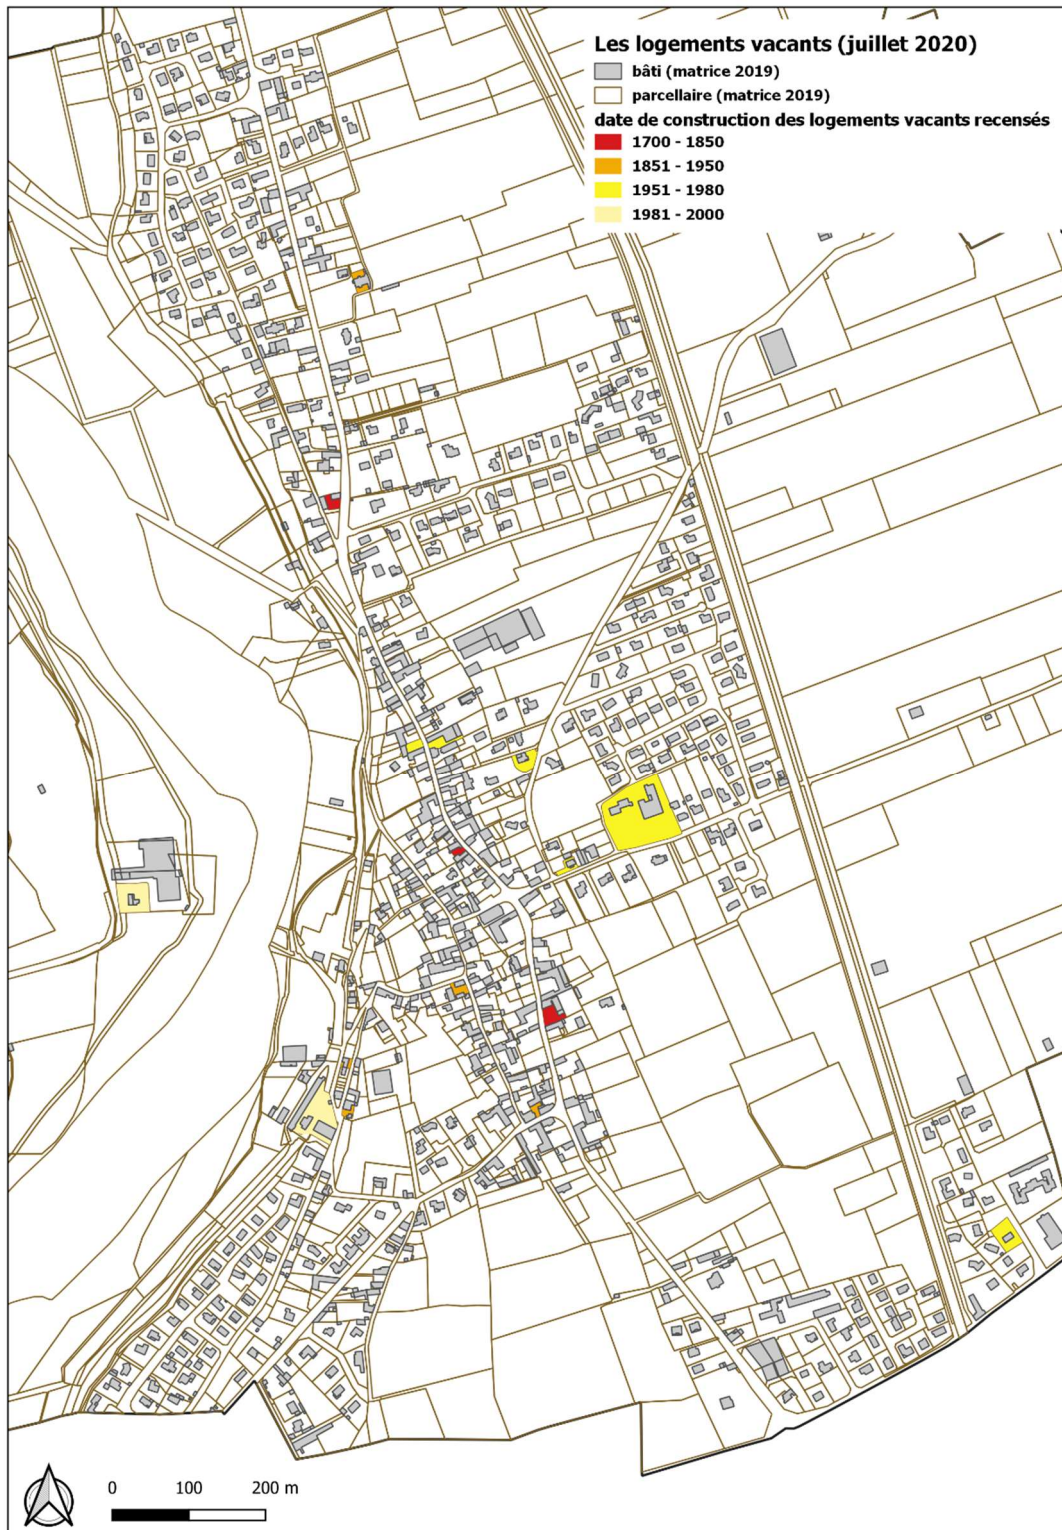 Les logements vacants (juillet 2020)
bâti (matrice 2019)
parcellaire (matrice 2019)
date de construction des logements vacants recensés
1700 - 1850
1851 - 1950
1951 - 1980
1981 - 2000
0 100 200 m